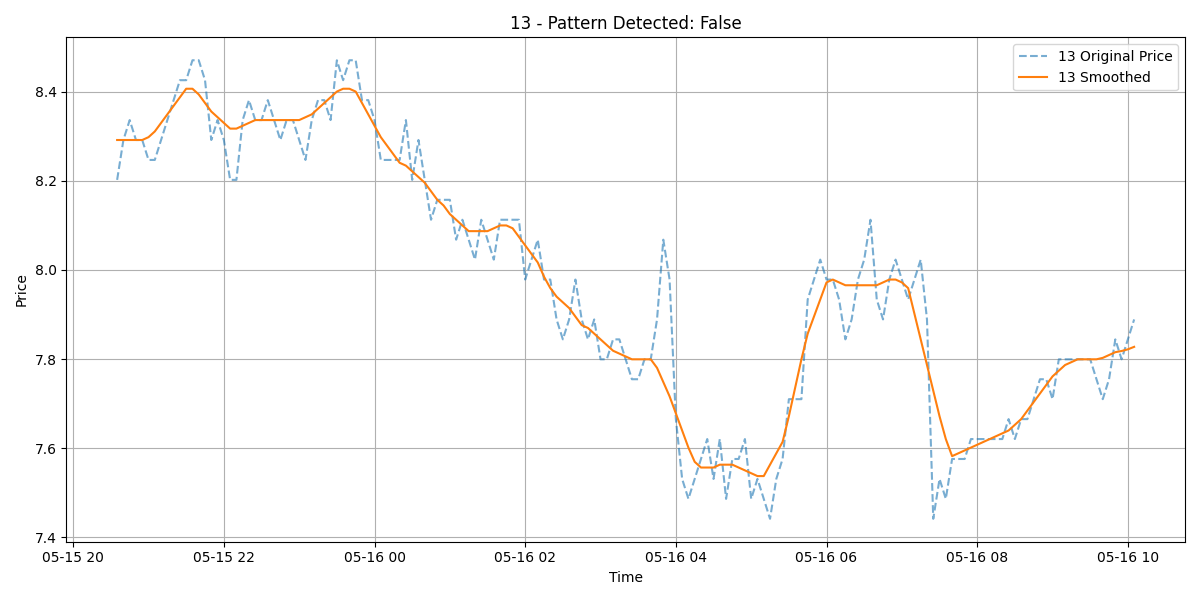 13 - Pattern Detected: False
13 Original Price
13 Smoothed
Price
8.4
8.2
8.0
7.8
7.6
7.4
05-15 20
05-15 22
05-16 00
05-16 02
05-16 04
05-16 06
05-16 08
05-16 10
Time